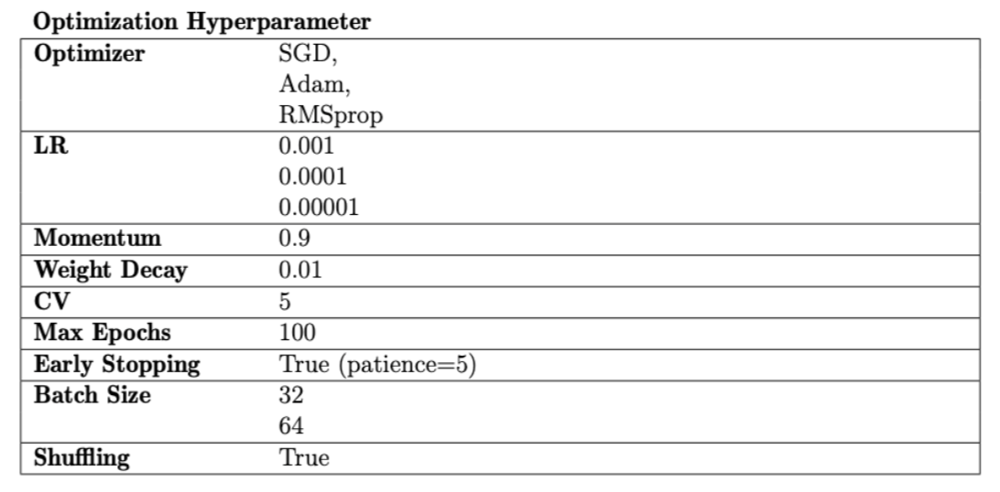 Optimization Hyperparameter
Optimizer SGD,
Adam,
RMSprop
LR 0.001
0.0001
0.00001
Momentum 0.9
Weight Decay 0.01
CV 5
Max Epochs 100
Early Stopping True (patience=5)
Batch Size 32
64
Shuffling True